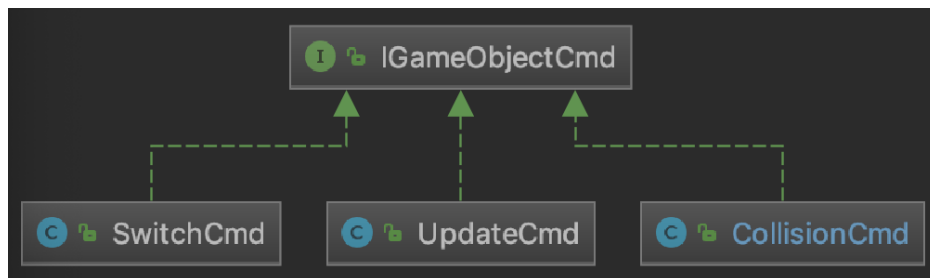 I IGameObjectCmd
C SwitchCmd
C UpdateCmd
C CollisionCmd